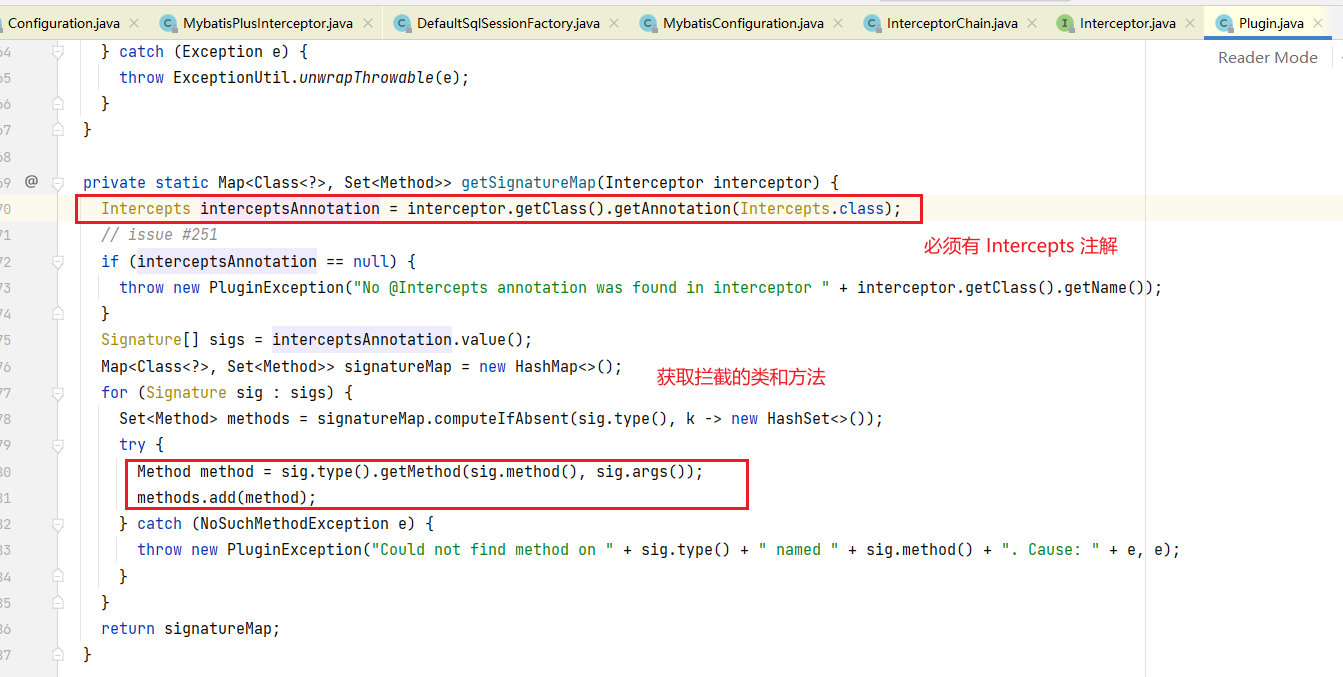 Configuration.java MybatisPlusInterceptor.java DefaultSqlSessionFactory.java MybatisConfiguration.java InterceptorChain.java Interceptor.java Plugin.java
Reader Mode
64 } catch (Exception e) {
65 throw ExceptionUtil.unwrapThrowable(e);
66 }
67 }
68
69 @ private static Map<Class<?>, Set<Method>> getSignatureMap(Interceptor interceptor) {
70 Intercepts interceptsAnnotation = interceptor.getClass().getAnnotation(Intercepts.class);
71 // issue #251
必须有 Intercepts 注解
72 if (interceptsAnnotation == null) {
73 throw new PluginException("No @Intercepts annotation was found in interceptor " + interceptor.getClass().getName());
74 }
75 Signature[] sigs = interceptsAnnotation.value();
76 Map<Class<?>, Set<Method>> signatureMap = new HashMap<>();
获取拦截的类和方法
77 for (Signature sig : sigs) {
78 Set<Method> methods = signatureMap.computeIfAbsent(sig.type(), k -> new HashSet<>());
79 try {
80 Method method = sig.type().getMethod(sig.method(), sig.args());
81 methods.add(method);
82 } catch (NoSuchMethodException e) {
83 throw new PluginException("Could not find method on " + sig.type() + " named " + sig.method() + ". Cause: " + e, e);
84 }
85 }
86 return signatureMap;
87 }